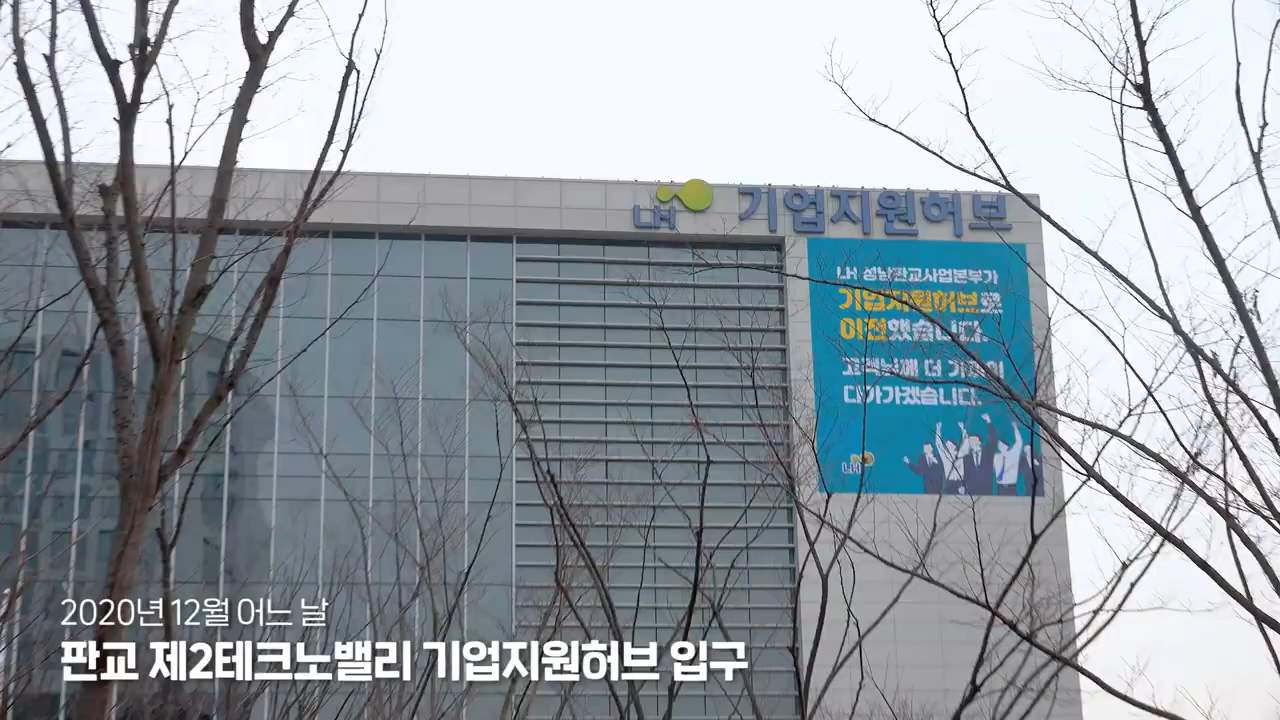 LH 기업지원허브
LH 성남판교사업본부가
기업지원허브로
이전했습니다.
고객님께 더 가까이
다가가겠습니다.
LH
2020년 12월 어느 날
판교 제2테크노밸리 기업지원허브 입구